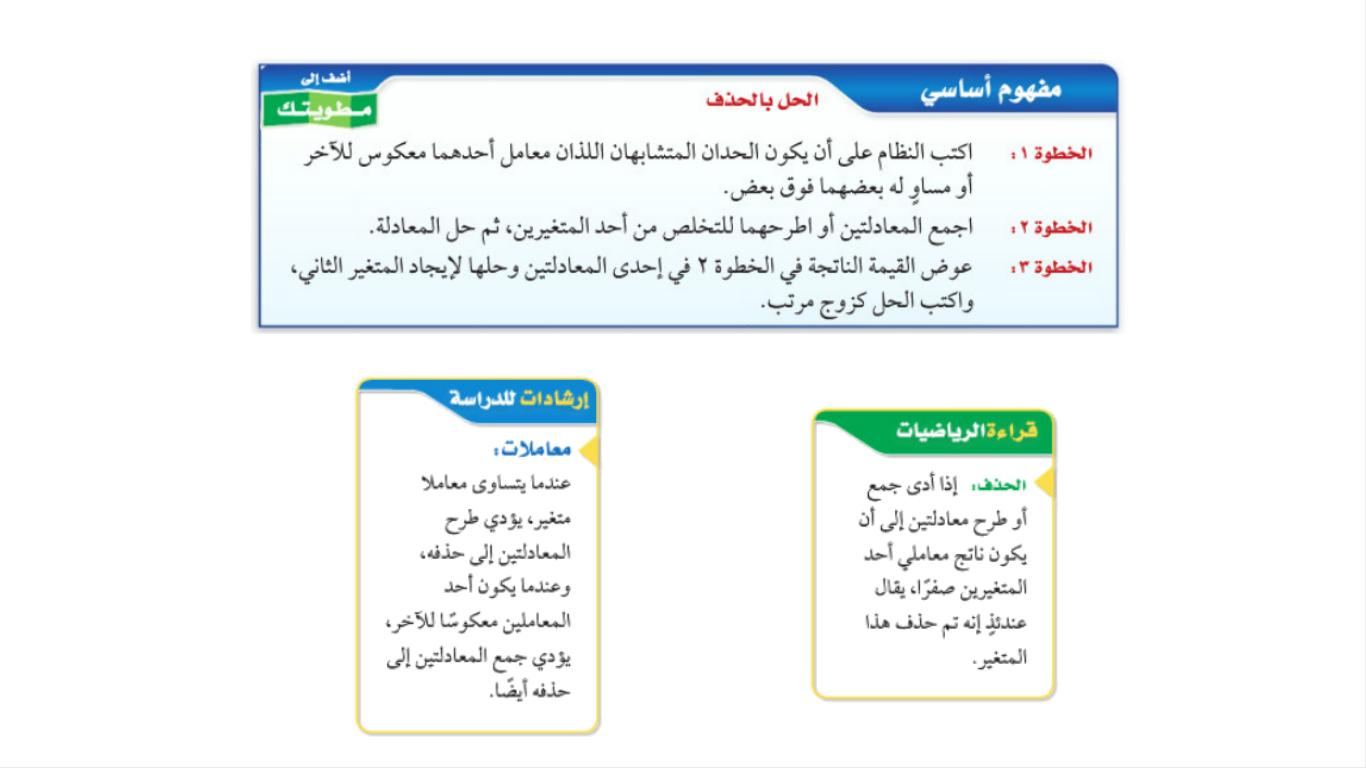 مفهوم أساسي
أضف إلى
مطويتك
الحل بالحذف
الخطوة ١: اكتب النظام على أن يكون الحدان المتشابهان اللذان معامل أحدهما معكوس للآخر
أو مساوٍ له بعضهما فوق بعض.
الخطوة ٢: اجمع المعادلتين أو اطرحهما للتخلص من أحد المتغيرين، ثم حل المعادلة.
الخطوة ٣: عوض القيمة الناتجة في الخطوة ٢ في إحدى المعادلتين وحلها لإيجاد المتغير الثاني،
واكتب الحل كزوج مرتب.
قراءة الرياضيات
الحذف: إذا أدى جمع
أو طرح معادلتين إلى أن
يكون ناتج معاملي أحد
المتغيرين صفرًا، يقال
عندئذٍ إنه تم حذف هذا
المتغير.
إرشادات للدراسة
معاملات:
عندما يتساوى معاملا
متغير، يؤدي طرح
المعادلتين إلى حذفه،
وعندما يكون أحد
المعاملين معكوسًا للآخر،
يؤدي جمع المعادلتين إلى
حذفه أيضًا.